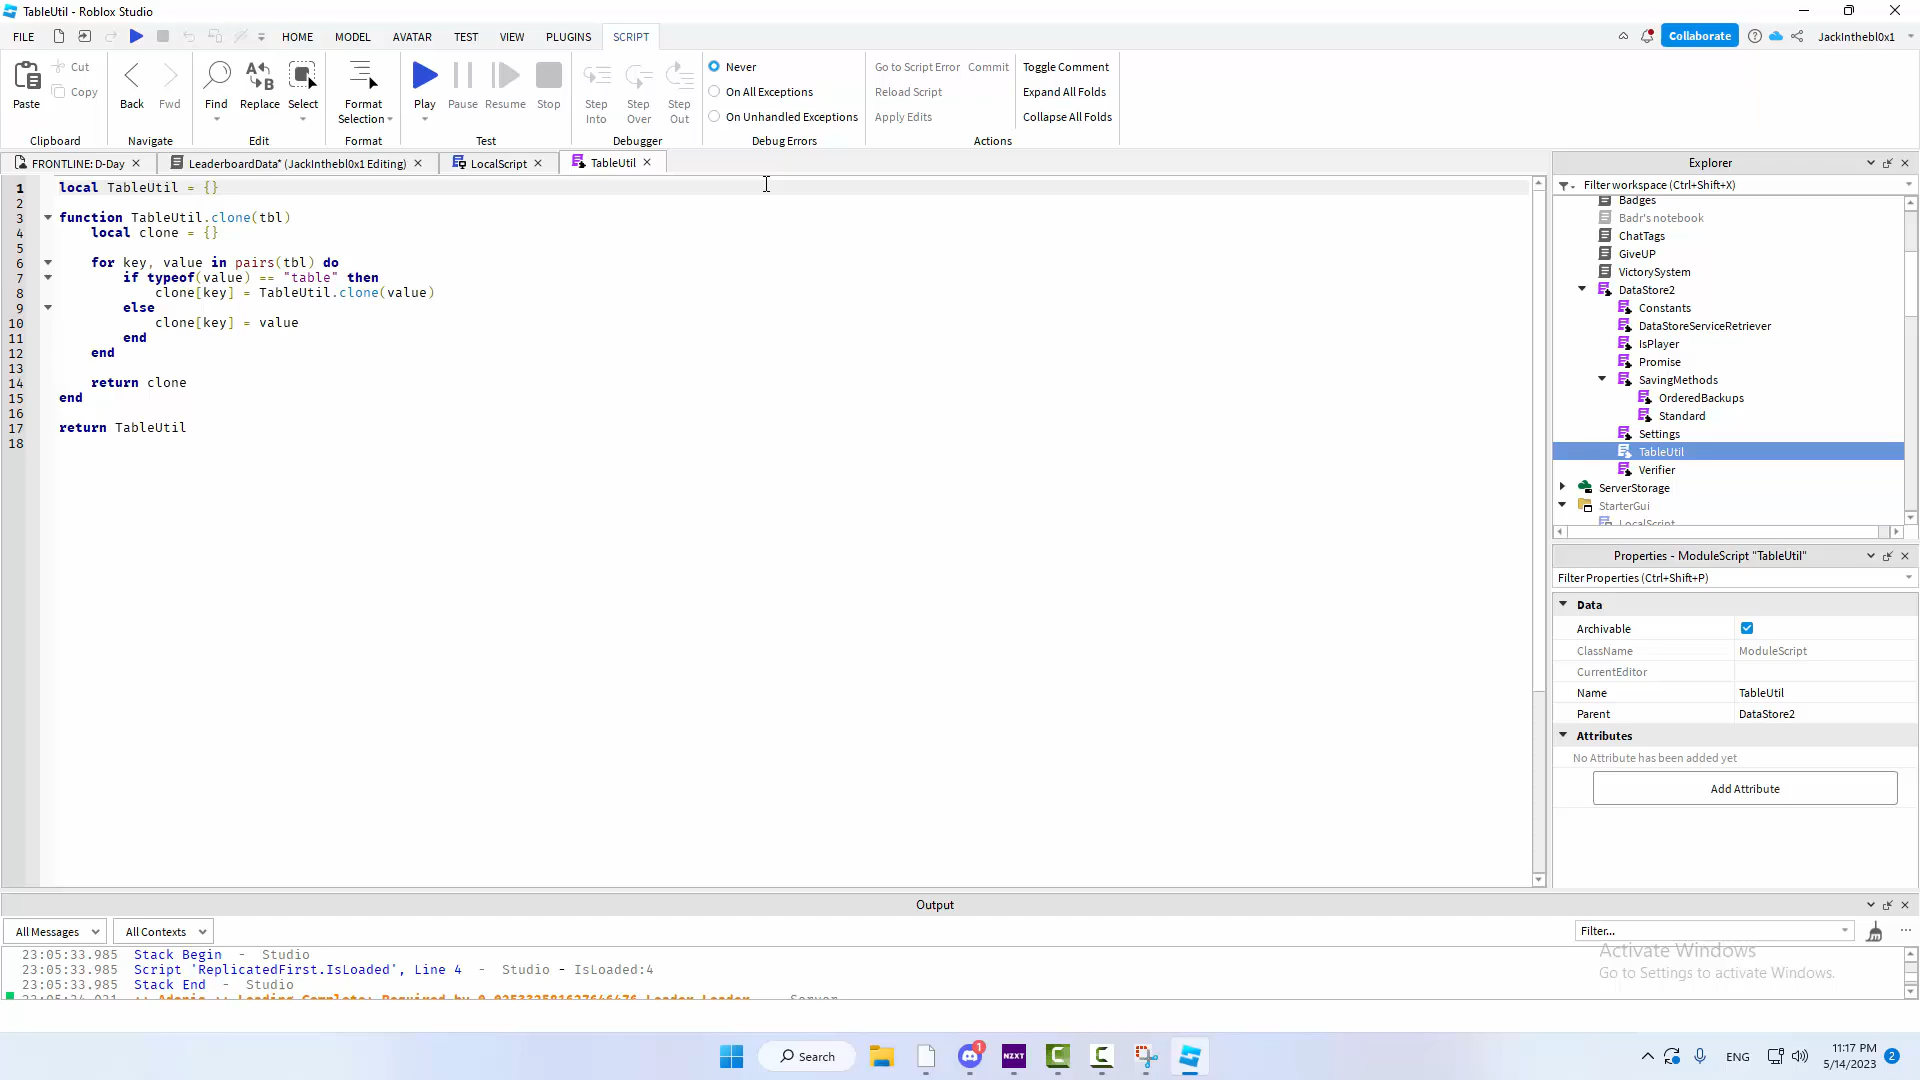 TableUtil - Roblox Studio
FILE HOME MODEL AVATAR TEST VIEW PLUGINS SCRIPT Collaborate JackInthebl0x1
Paste Cut Copy
Clipboard
Back Fwd
Navigate
Find Replace Select
Edit
Format Selection
Format
Play Pause Resume Stop
Test
Step Into Step Over Step Out
Debugger
Never
On All Exceptions
On Unhandled Exceptions
Debug Errors
Go to Script Error Commit
Reload Script
Apply Edits
Toggle Comment
Expand All Folds
Collapse All Folds
Actions
FRONTLINE: D-Day LeaderboardData* (JackInthebl0x1 Editing) LocalScript TableUtil
1 local TableUtil = {}
2
3 function TableUtil.clone(tbl)
4 local clone = {}
5
6 for key, value in pairs(tbl) do
7 if typeof(value) == "table" then
8 clone[key] = TableUtil.clone(value)
9 else
10 clone[key] = value
11 end
12 end
13
14 return clone
15 end
16
17 return TableUtil
18
Explorer
Filter workspace (Ctrl+Shift+X)
Badges
Badr's notebook
ChatTags
GiveUP
VictorySystem
DataStore2
Constants
DataStoreServiceRetriever
IsPlayer
Promise
SavingMethods
OrderedBackups
Standard
Settings
TableUtil
Verifier
ServerStorage
StarterGui
LocalScript
Properties - ModuleScript "TableUtil"
Filter Properties (Ctrl+Shift+P)
Data
Archivable
ClassName ModuleScript
CurrentEditor
Name TableUtil
Parent DataStore2
Attributes
No Attribute has been added yet
Add Attribute
Output
All Messages All Contexts Filter...
23:05:33.985 Stack Begin - Studio
23:05:33.985 Script 'ReplicatedFirst.IsLoaded', Line 4 - Studio - IsLoaded:4
23:05:33.985 Stack End - Studio
Activate Windows
Go to Settings to activate Windows.
Search
1
NZXT
ENG
11:17 PM
5/14/2023
2